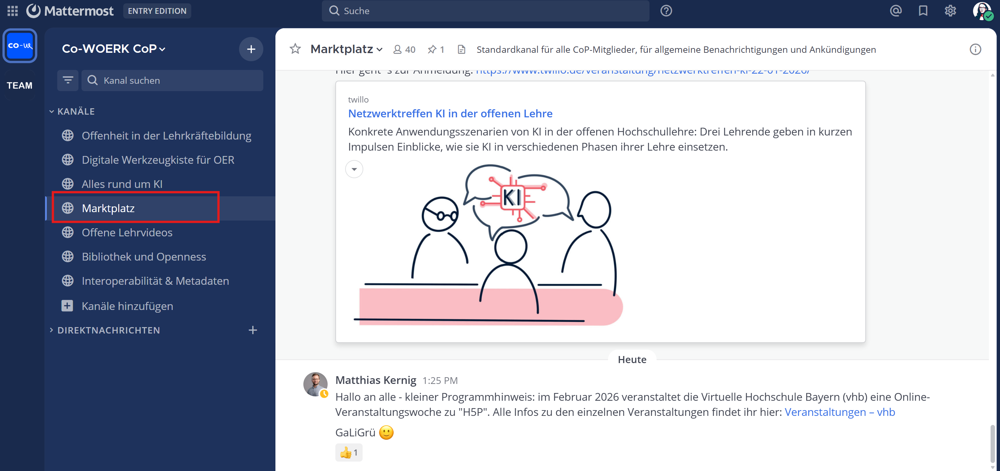 Mattermost ENTRY EDITION Suche
CO-W
TEAM
Co-WOERK CoP
Kanal suchen
KANÄLE
Offenheit in der Lehrkräftebildung
Digitale Werkzeugkiste für OER
Alles rund um KI
Marktplatz
Offene Lehrvideos
Bibliothek und Openness
Interoperabilität & Metadaten
Kanäle hinzufügen
DIREKTNACHRICHTEN
Marktplatz 40 1 Standardkanal für alle CoP-Mitglieder, für allgemeine Benachrichtigungen und Ankündigungen
Hier geht´s zur Anmeldung: https://www.twillo.de/veranstaltung/netzwerktreffen-ki-22-01-2026/
twillo
Netzwerktreffen KI in der offenen Lehre
Konkrete Anwendungsszenarien von KI in der offenen Hochschullehre: Drei Lehrende geben in kurzen
Impulsen Einblicke, wie sie KI in verschiedenen Phasen ihrer Lehre einsetzen.
KI
Heute
Matthias Kernig 1:25 PM
Hallo an alle - kleiner Programmhinweis: im Februar 2026 veranstaltet die Virtuelle Hochschule Bayern (vhb) eine Online-
Veranstaltungswoche zu "H5P". Alle Infos zu den einzelnen Veranstaltungen findet ihr hier: Veranstaltungen – vhb
GaLiGrü 🙂
👍 1